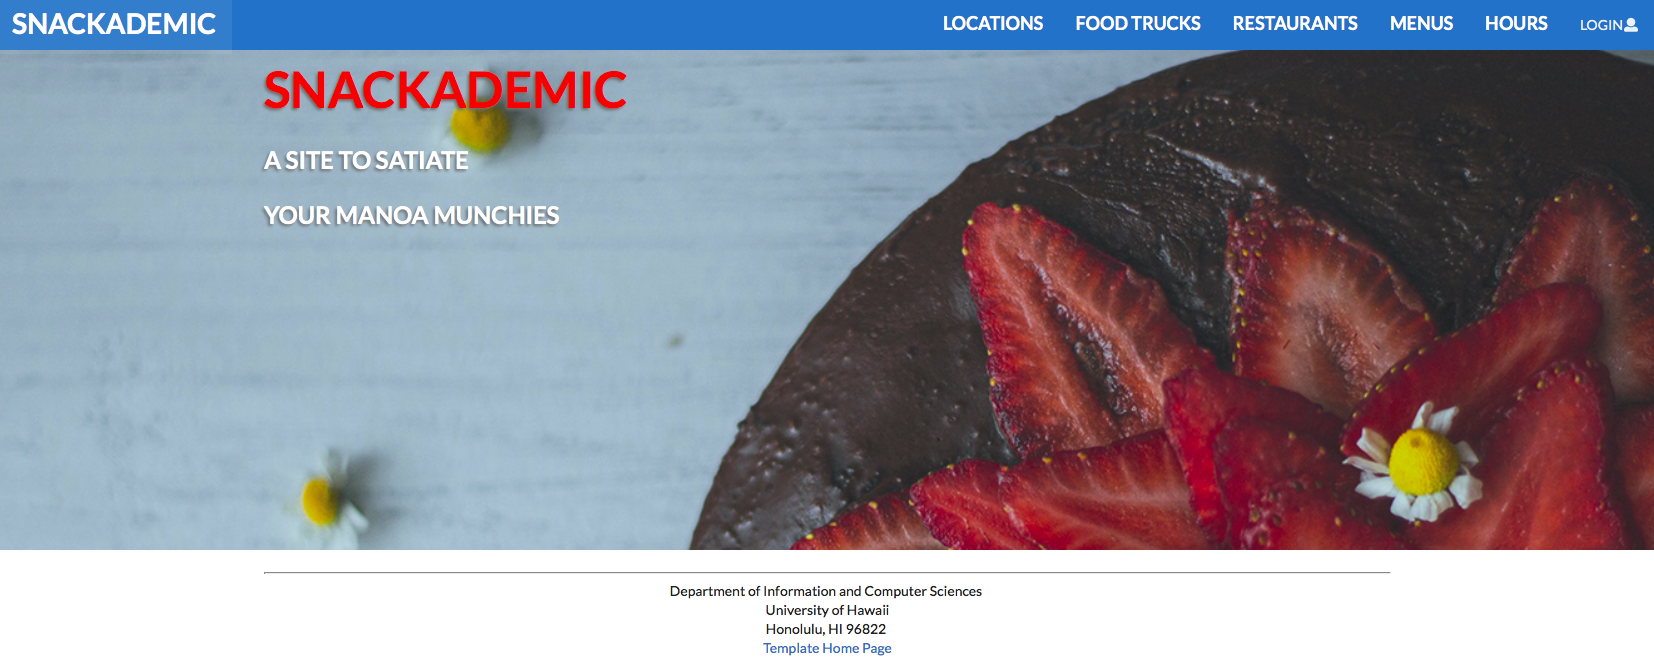 SNACKADEMIC
LOCATIONS FOOD TRUCKS RESTAURANTS MENUS HOURS LOGIN
SNACKADEMIC
A SITE TO SATIATE
YOUR MANOA MUNCHIES
Department of Information and Computer Sciences
University of Hawaii
Honolulu, HI 96822
Template Home Page